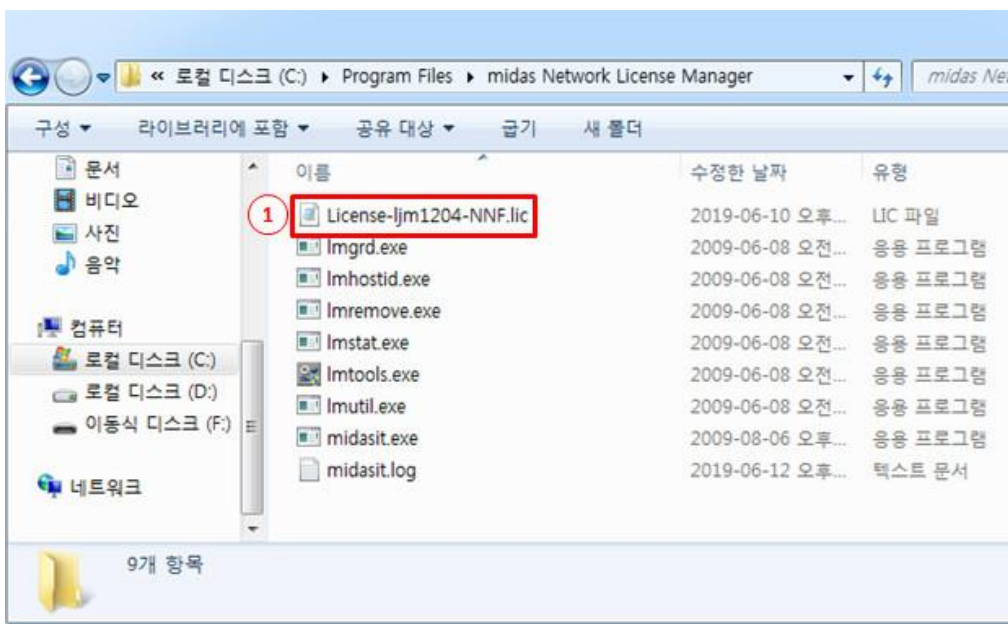 « 로컬 디스크 (C:) ▸ Program Files ▸ midas Network License Manager midas Net
구성 라이브러리에 포함 공유 대상 굽기 새 폴더
문서
비디오
사진
음악
컴퓨터
로컬 디스크 (C:)
로컬 디스크 (D:)
이동식 디스크 (F:)
네트워크
이름 수정한 날짜 유형
1 License-ljm1204-NNF.lic 2019-06-10 오후... LIC 파일
lmgrd.exe 2009-06-08 오전... 응용 프로그램
lmhostid.exe 2009-06-08 오전... 응용 프로그램
lmremove.exe 2009-06-08 오전... 응용 프로그램
lmstat.exe 2009-06-08 오전... 응용 프로그램
lmtools.exe 2009-06-08 오전... 응용 프로그램
lmutil.exe 2009-06-08 오전... 응용 프로그램
midasit.exe 2009-08-06 오후... 응용 프로그램
midasit.log 2019-06-12 오후... 텍스트 문서
9개 항목